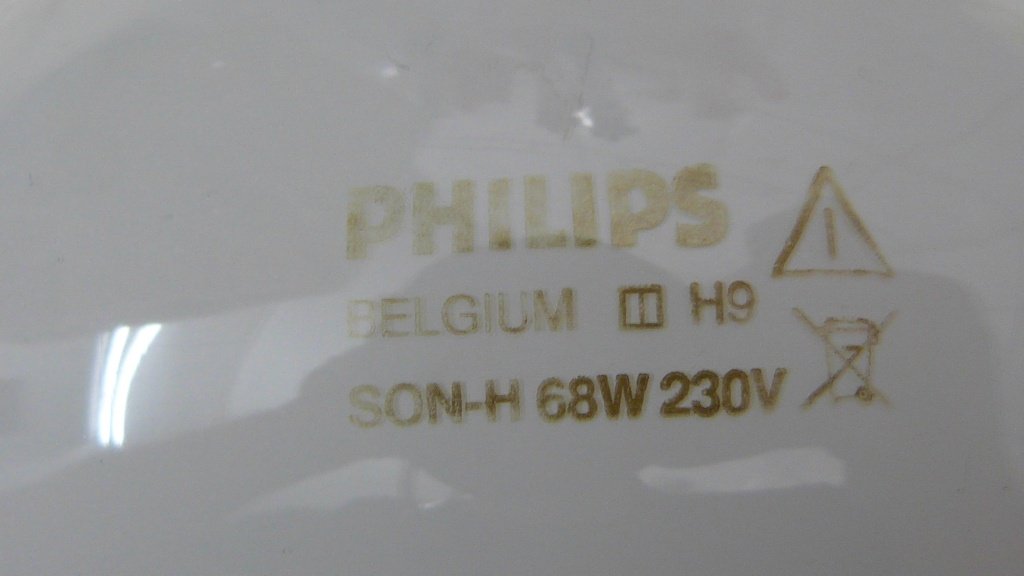 PHILIPS
BELGIUM H9
SON-H 68W 230V